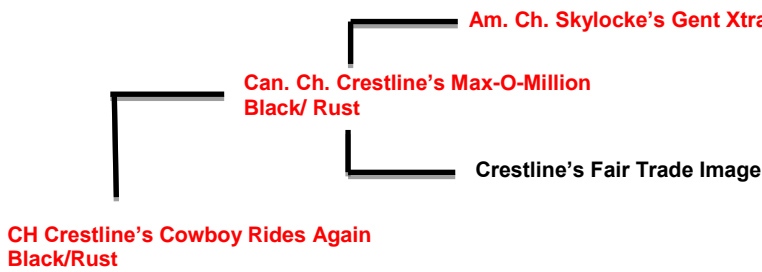 Am. Ch. Skylocke’s Gent Xtra
Can. Ch. Crestline’s Max-O-Million
Black/ Rust
Crestline’s Fair Trade Image
CH Crestline’s Cowboy Rides Again
Black/Rust